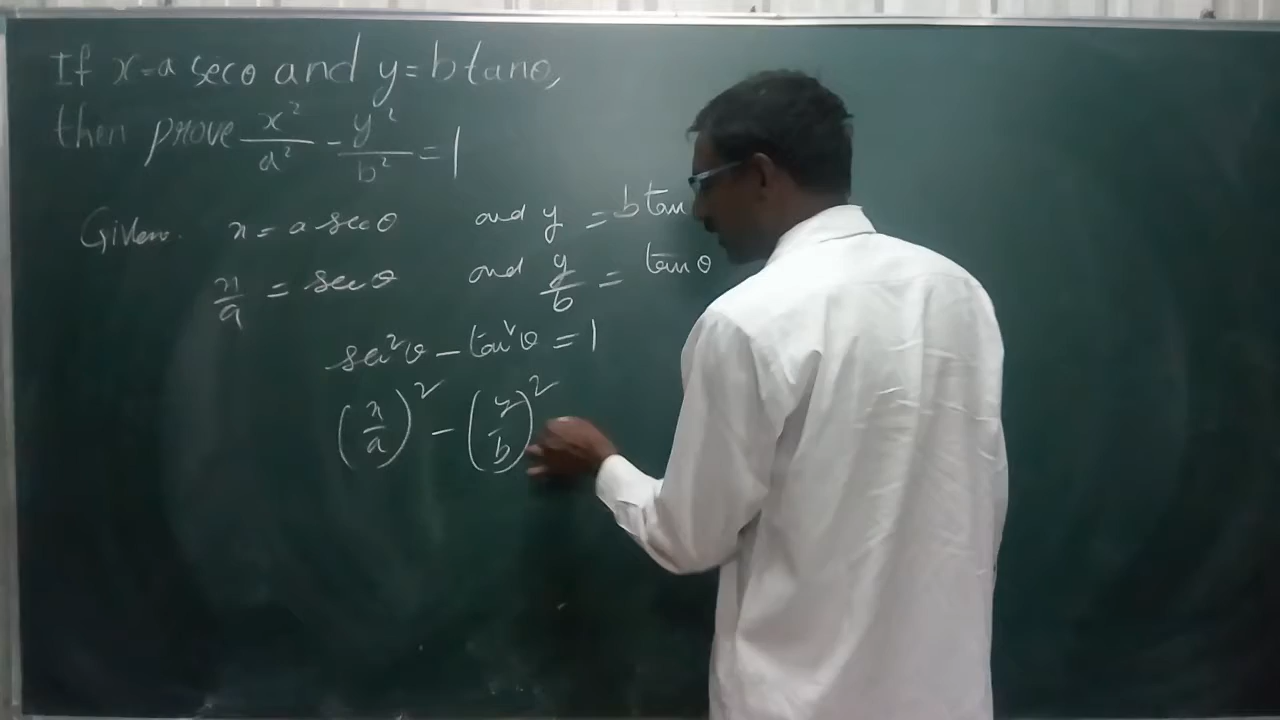 If x=a secθ and y=b tanθ,
then prove x²/a² - y²/b² = 1
Given. x = a secθ and y = b tan
x/a = secθ and y/b = tanθ
sec²θ - tan²θ = 1
(x/a)² - (y/b)²